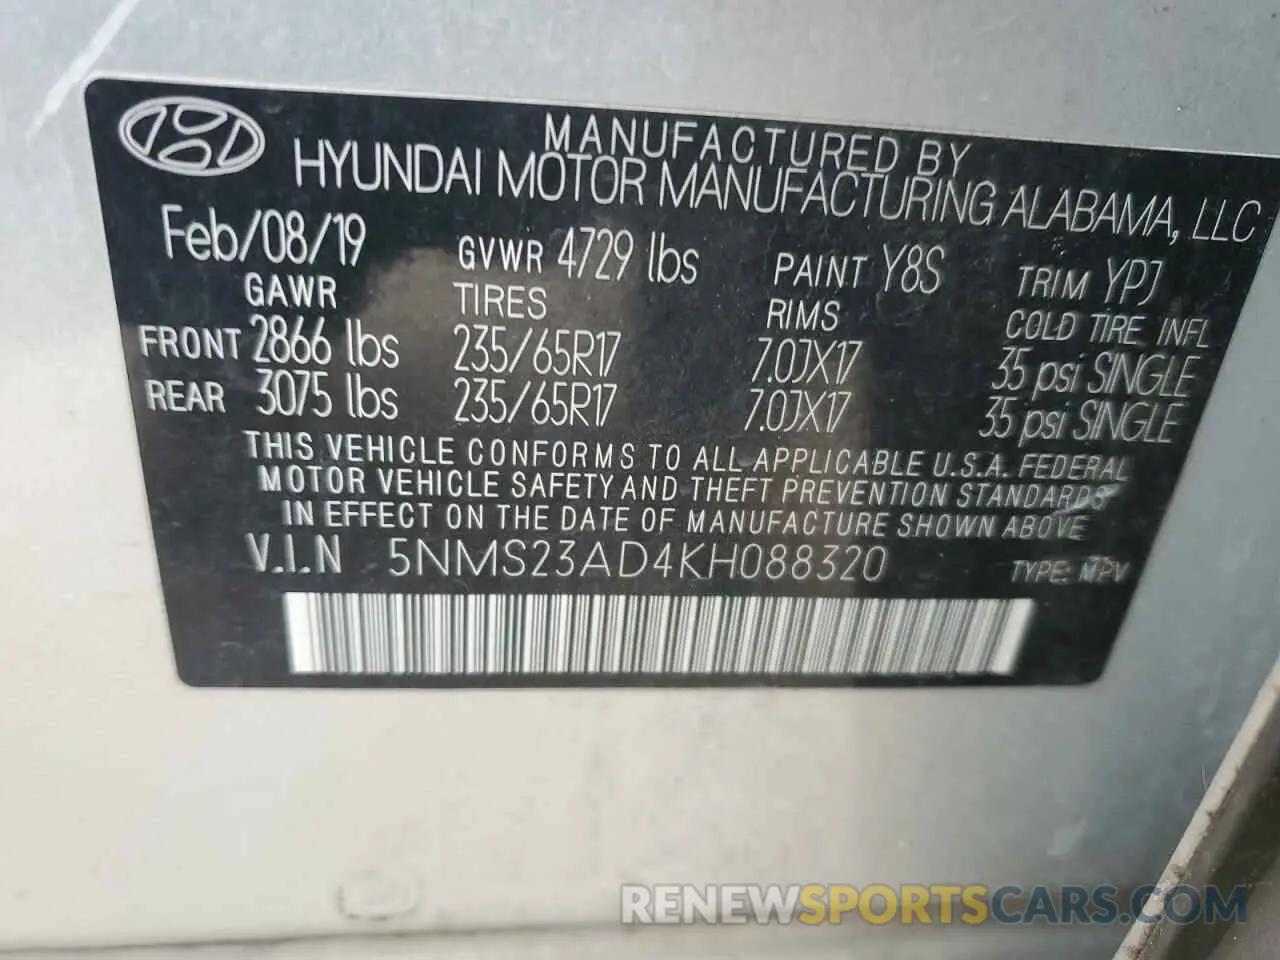 MANUFACTURED BY
HYUNDAI MOTOR MANUFACTURING ALABAMA, LLC
Feb/08/19 GVWR 4729 lbs PAINT Y8S TRIM YPJ
GAWR TIRES RIMS COLD TIRE INFL
FRONT 2866 lbs 235/65R17 7.0JX17 35 psi SINGLE
REAR 3075 lbs 235/65R17 7.0JX17 35 psi SINGLE
THIS VEHICLE CONFORMS TO ALL APPLICABLE U.S.A. FEDERAL
MOTOR VEHICLE SAFETY AND THEFT PREVENTION STANDARDS
IN EFFECT ON THE DATE OF MANUFACTURE SHOWN ABOVE
V.I.N 5NMS23AD4KH088320 TYPE: MPV
RENEWSPORTSCARS.COM